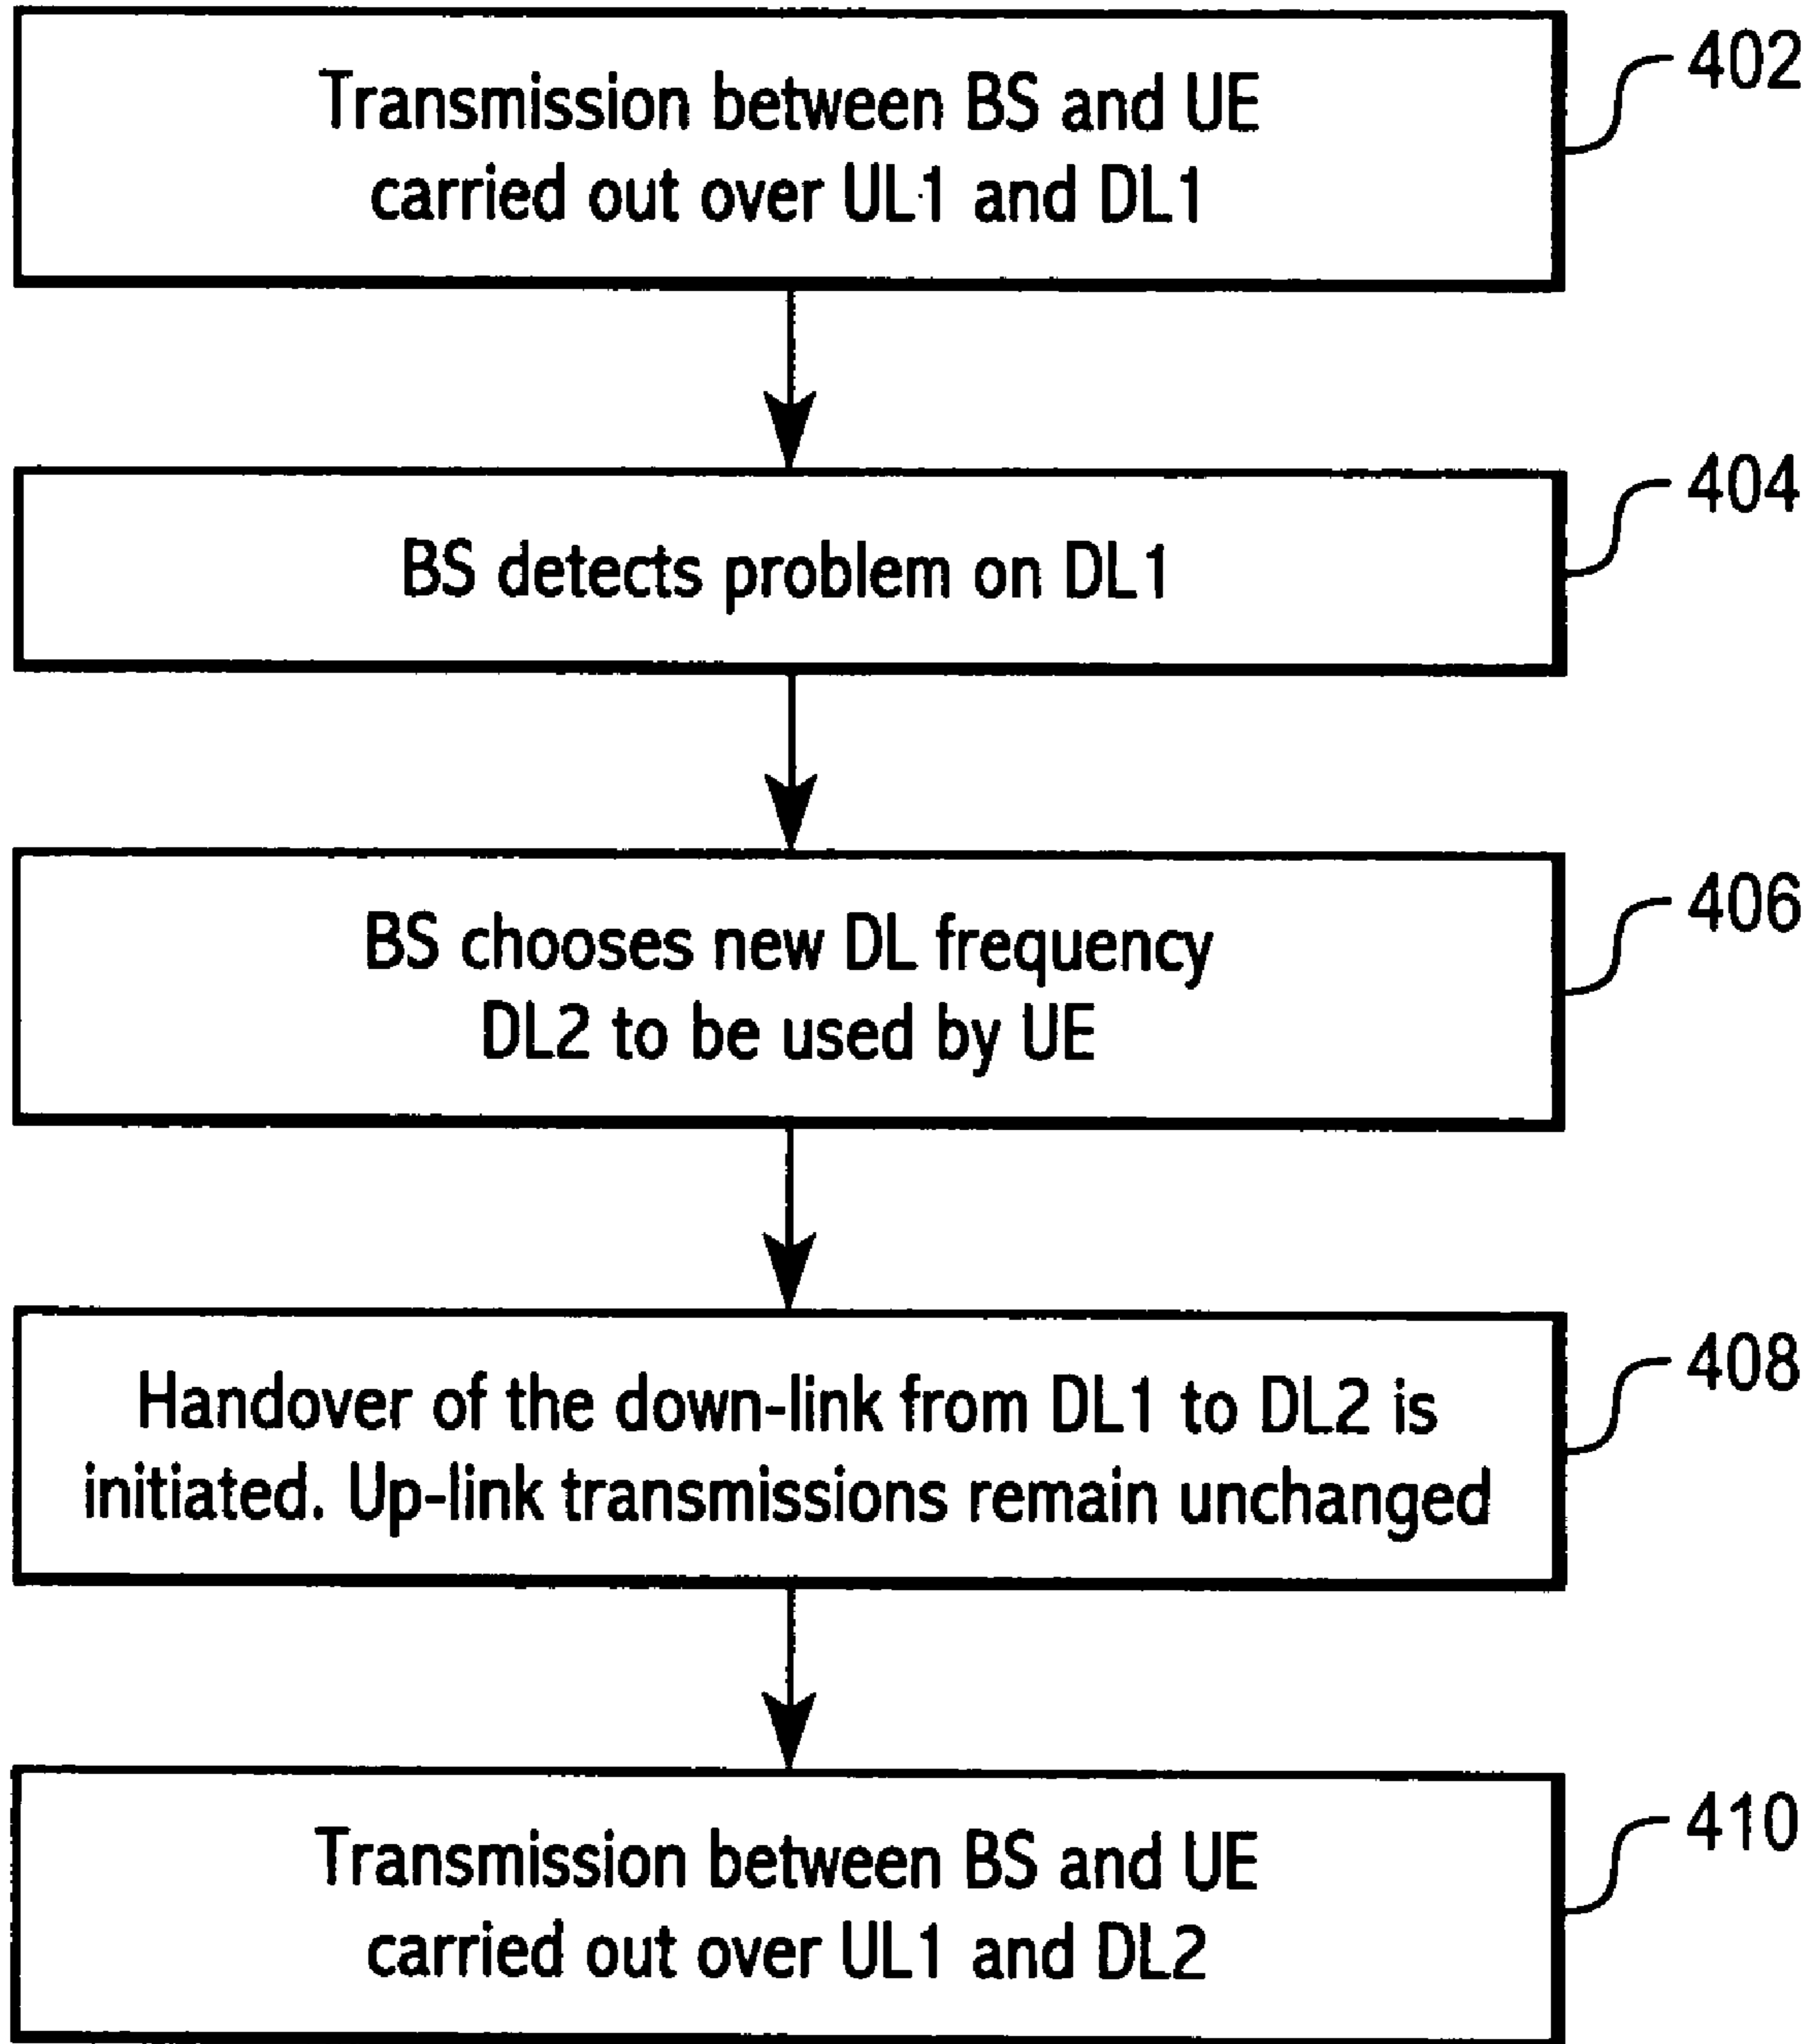 Transmission between BS and UE
carried out over UL1 and DL1
402
BS detects problem on DL1
404
BS chooses new DL frequency
DL2 to be used by UE
406
Handover of the down-link from DL1 to DL2 is
initiated. Up-link transmissions remain unchanged
408
Transmission between BS and UE
carried out over UL1 and DL2
410